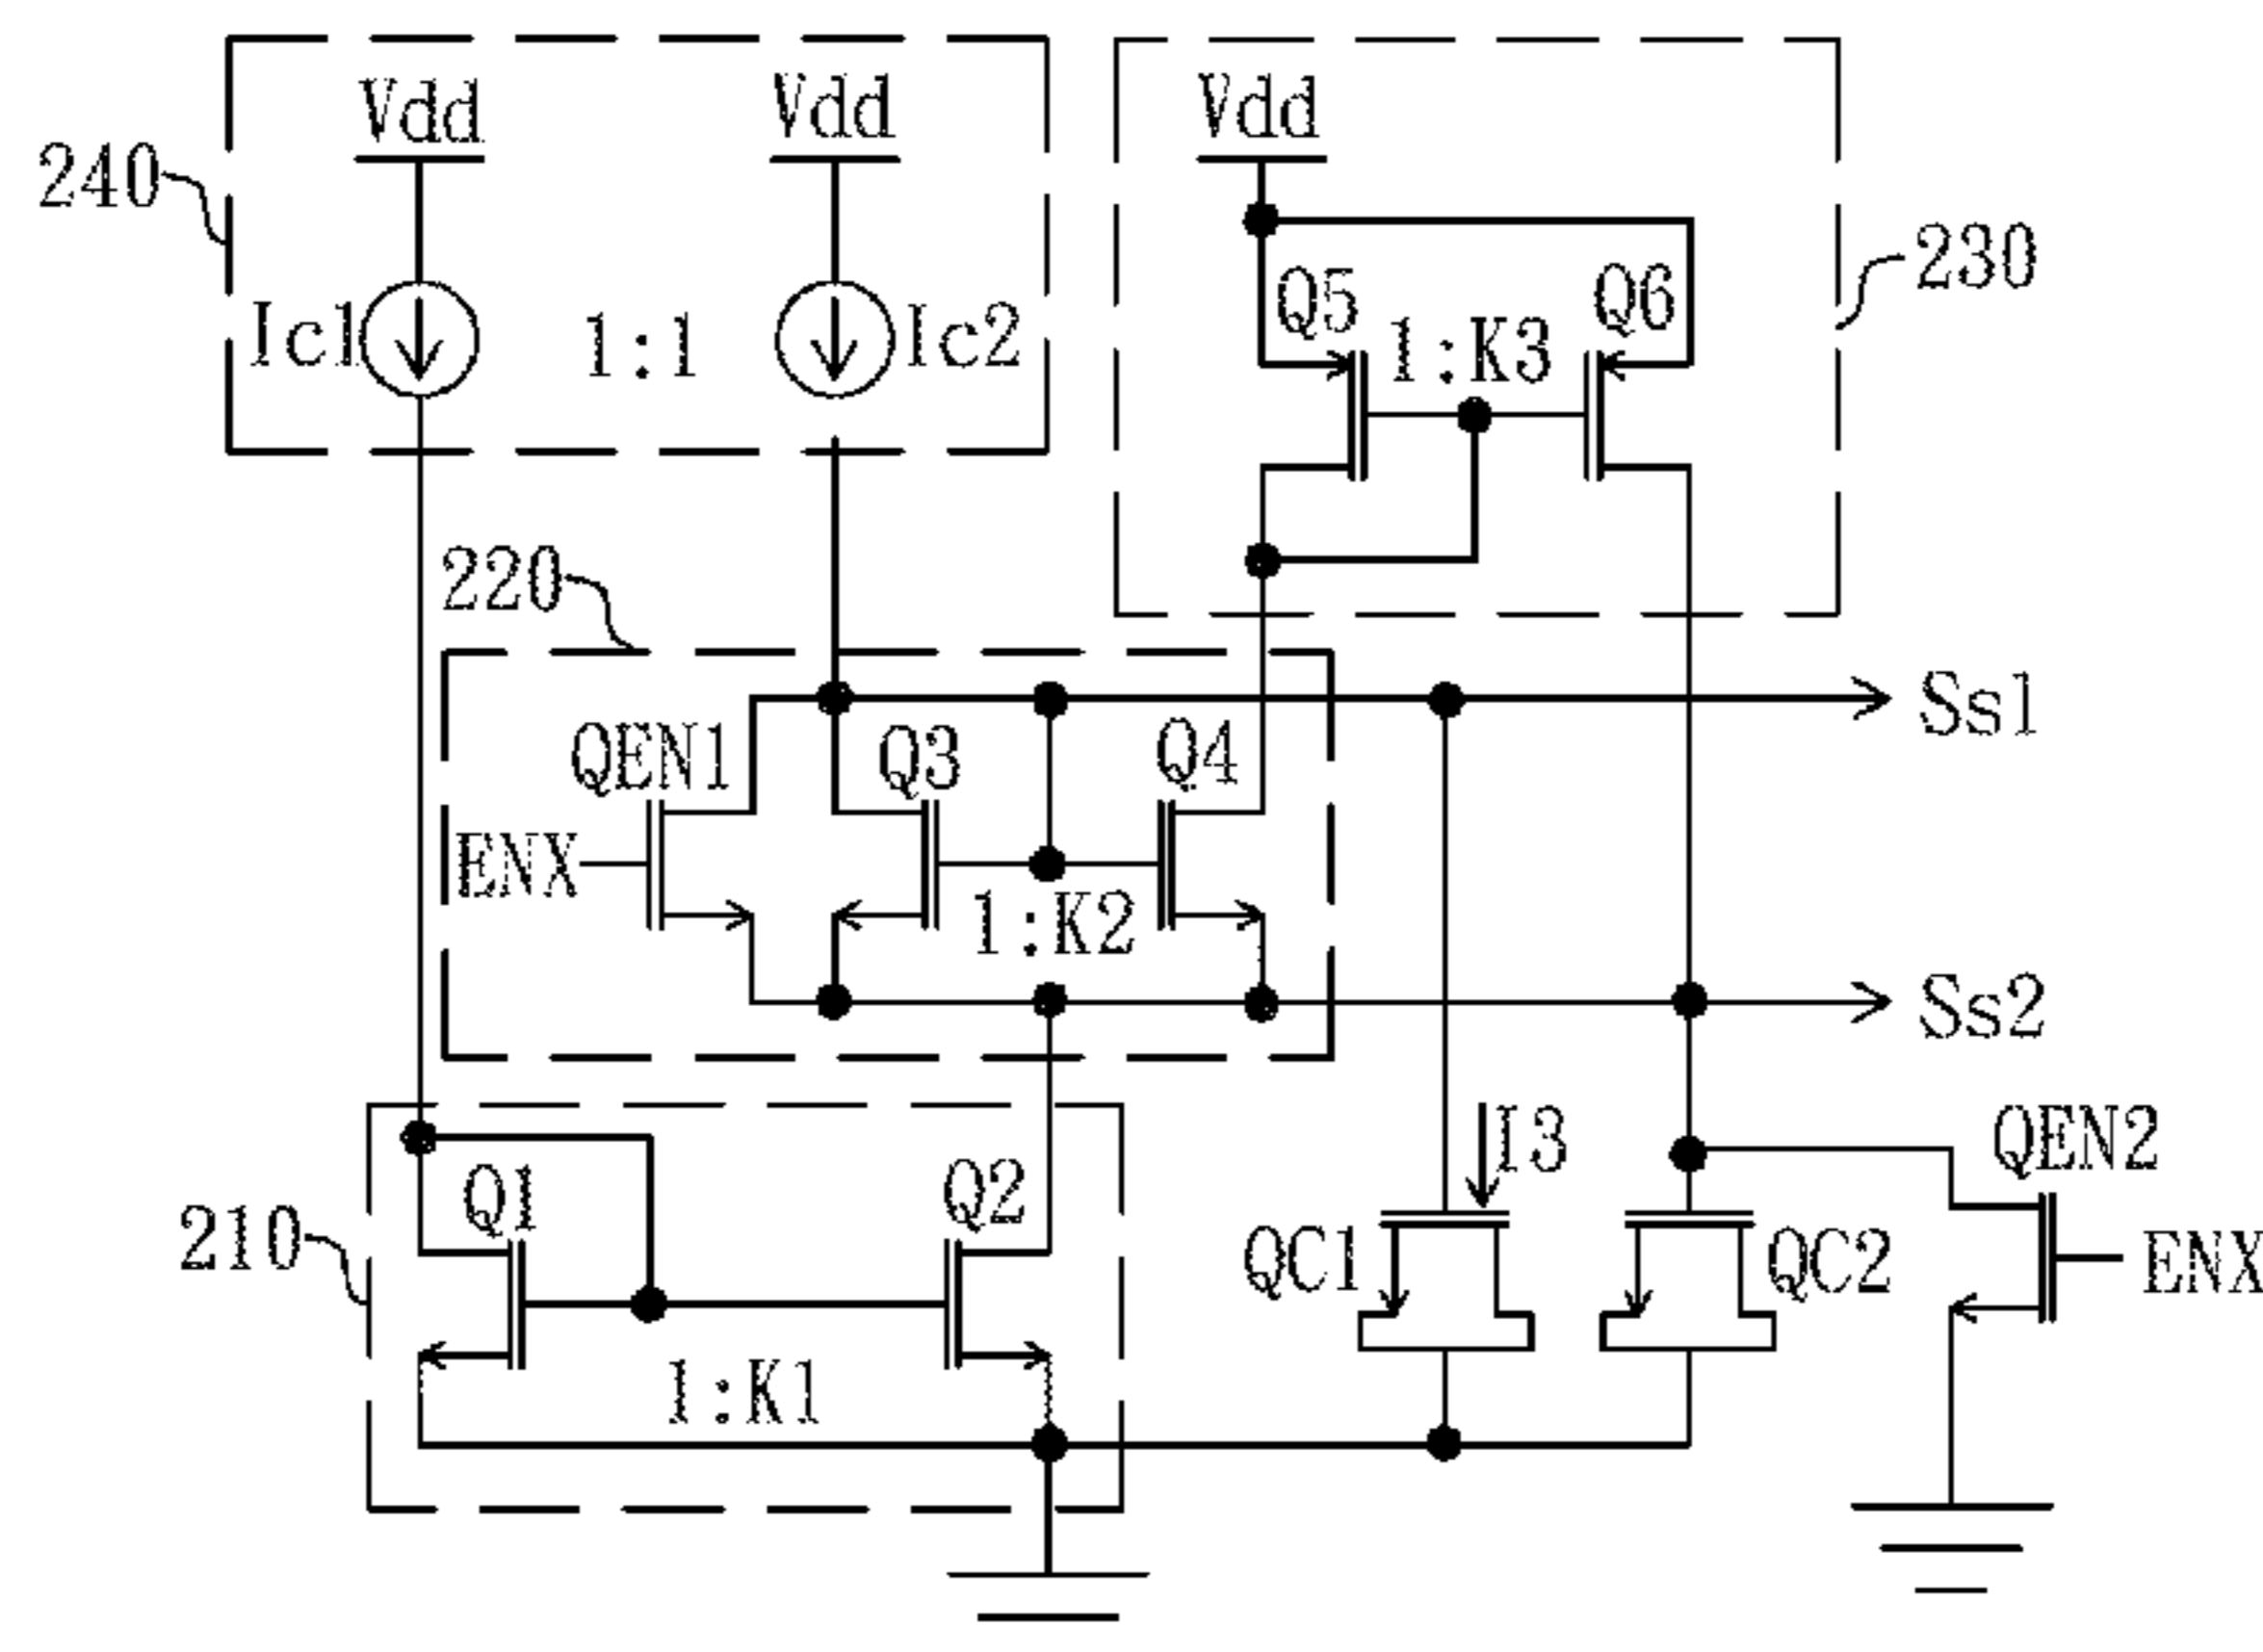 Vdd
Vdd
Vdd
240
230
Q5
Q6
Ic1
1:1
Ic2
1:K3
220
Ss1
QEN1
Q3
Q4
ENX
1:K2
Ss2
I3
QEN2
Q1
Q2
210
QC1
QC2
ENX
1:K1